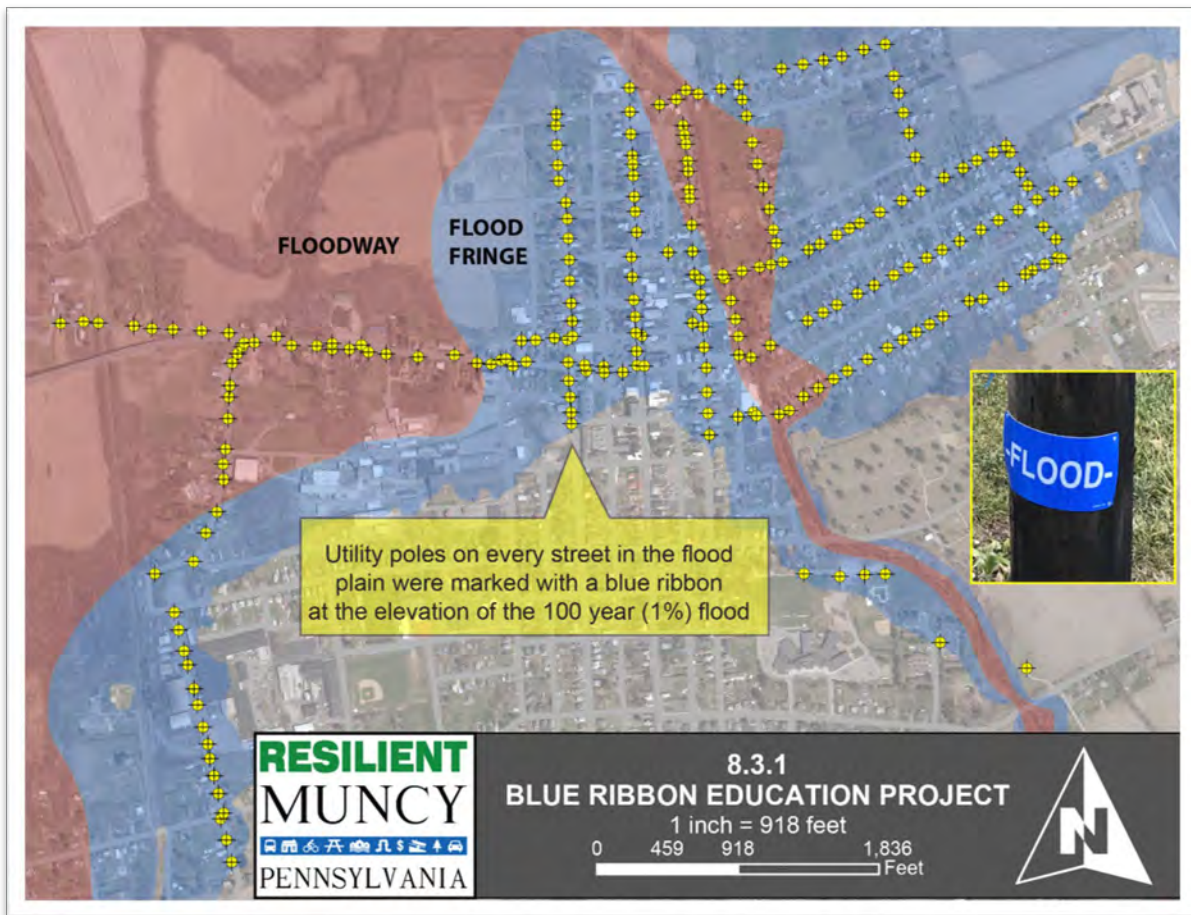 FLOODWAY
FLOOD
FRINGE
-FLOOD-
Utility poles on every street in the flood
plain were marked with a blue ribbon
at the elevation of the 100 year (1%) flood
RESILIENT
MUNCY
$
PENNSYLVANIA
8.3.1
BLUE RIBBON EDUCATION PROJECT
1 inch = 918 feet
0 459 918 1,836
Feet
N